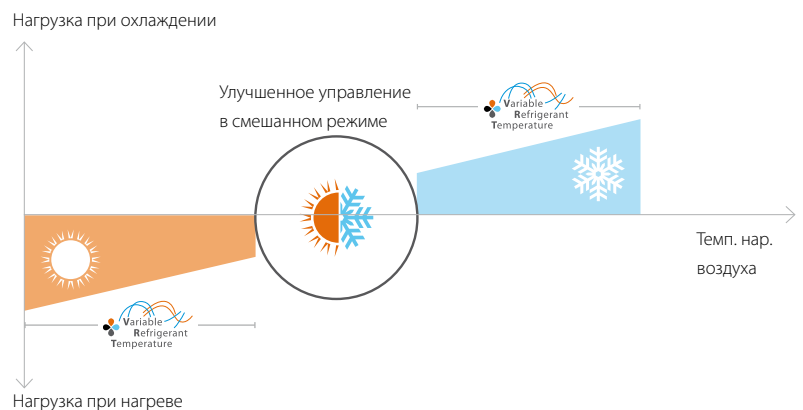 Нагрузка при охлаждении
Улучшенное управление
в смешанном режиме
Variable
Refrigerant
Temperature
Темп. нар.
воздуха
Variable
Refrigerant
Temperature
Нагрузка при нагреве